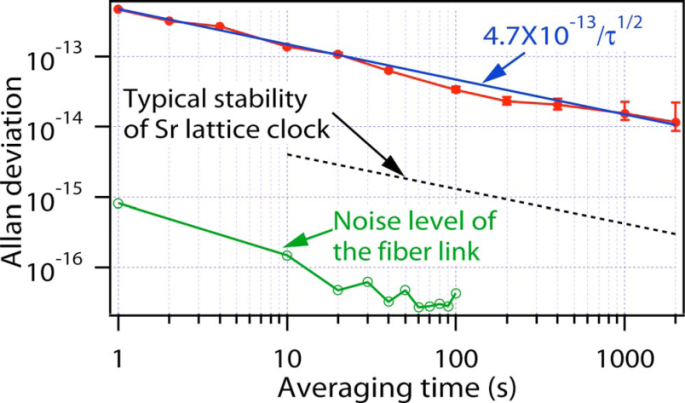 4.7X10⁻¹³/τ¹/²
10⁻¹³
Typical stability
of Sr lattice clock
10⁻¹⁴
Allan deviation
10⁻¹⁵
Noise level of
the fiber link
10⁻¹⁶
1 10 100 1000
Averaging time (s)